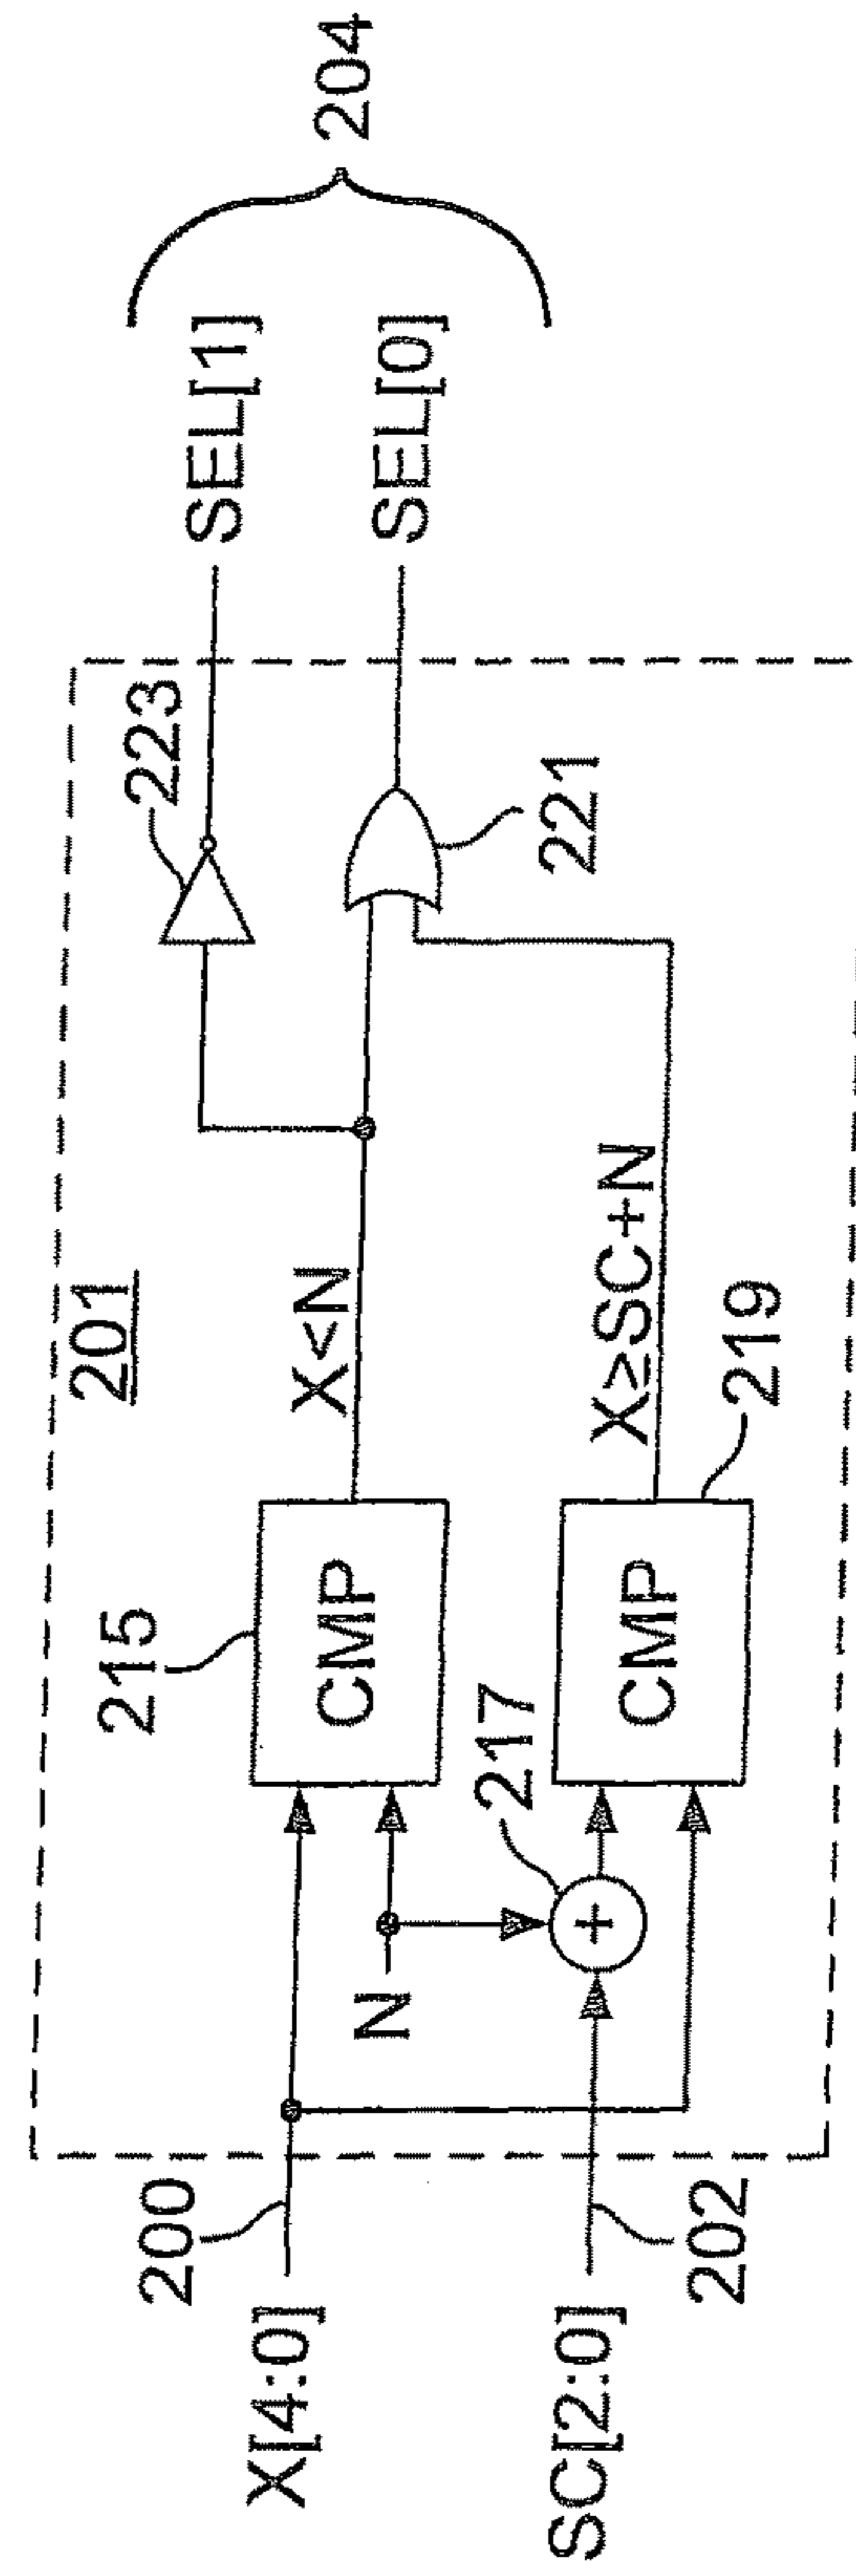 201
223
SEL[1]
204
215
CMP
X<N
SEL[0]
X[4:0]
200
N
217
221
SC[2:0]
202
CMP
X≥SC+N
219